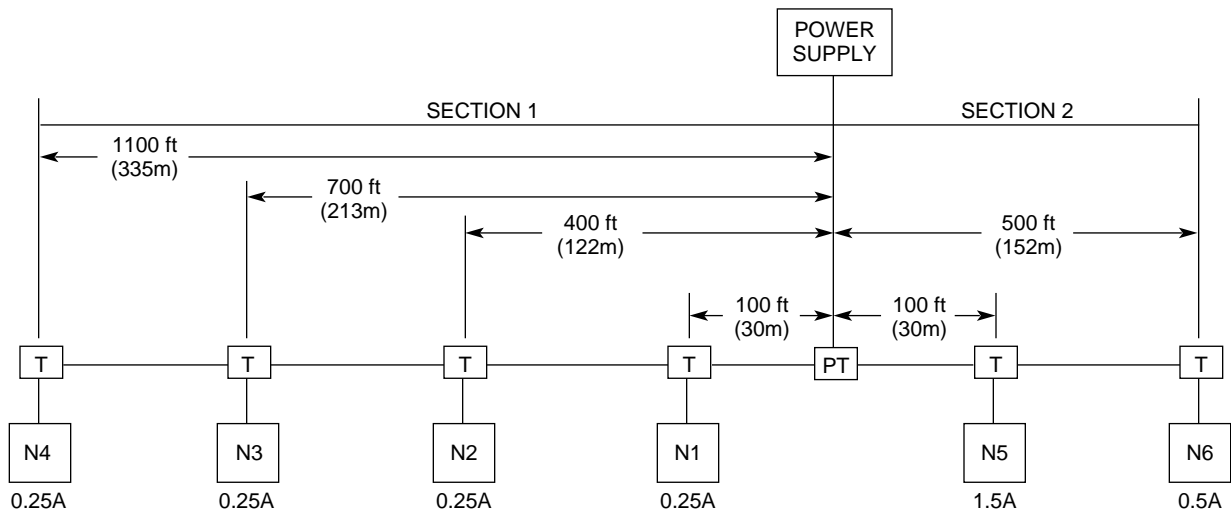 POWER
SUPPLY
SECTION 1
SECTION 2
1100 ft
(335m)
700 ft
(213m)
400 ft
(122m)
500 ft
(152m)
100 ft
(30m)
100 ft
(30m)
T
T
T
T
PT
T
T
N4
N3
N2
N1
N5
N6
0.25A
0.25A
0.25A
0.25A
1.5A
0.5A